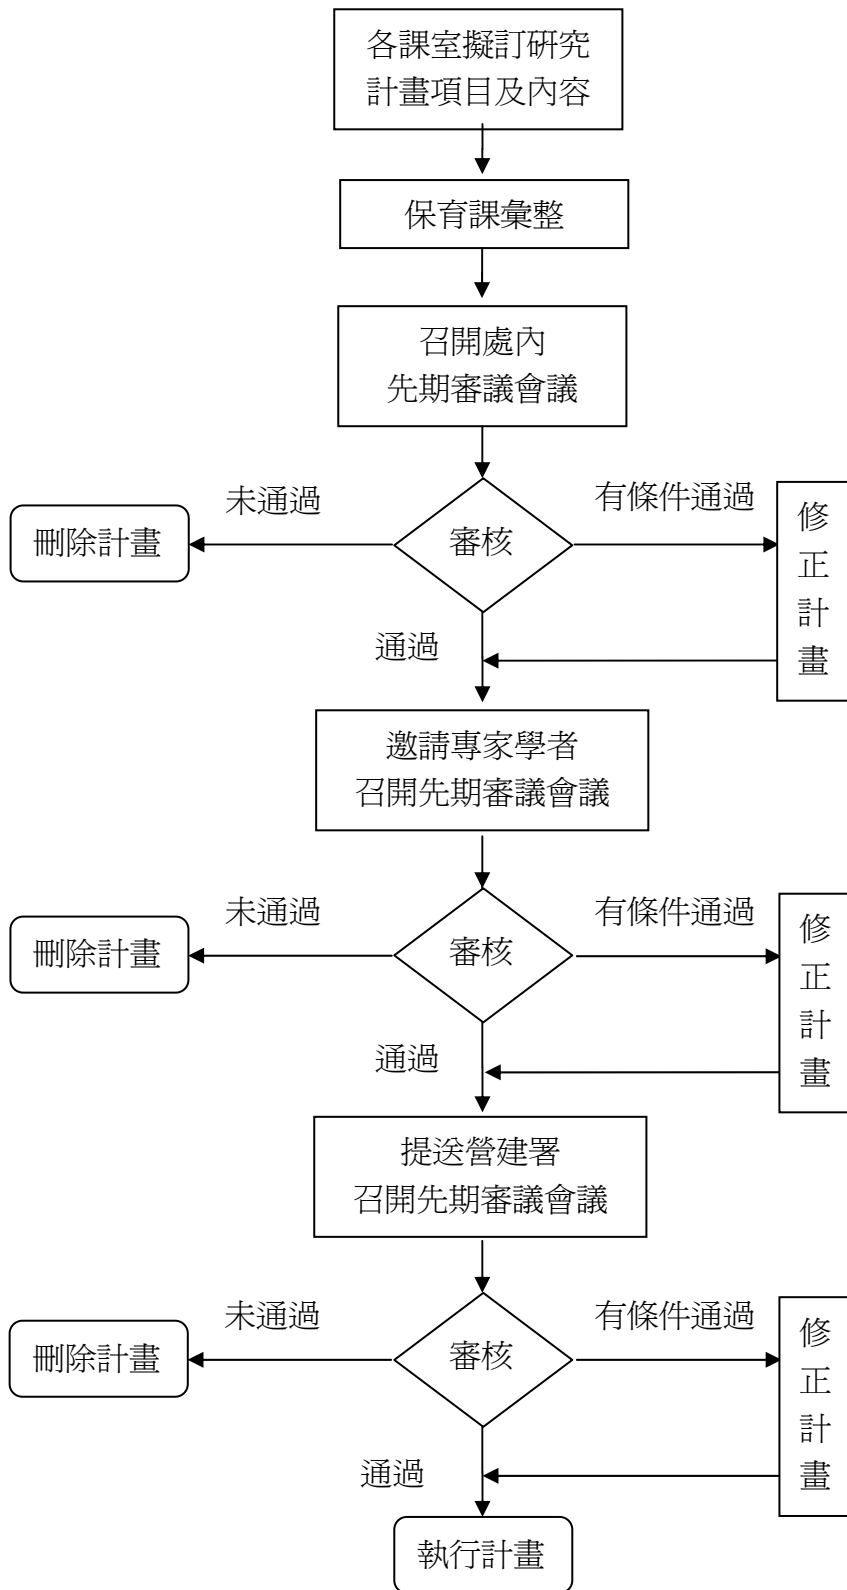 各課室擬訂研究
計畫項目及內容
保育課彙整
召開處內
先期審議會議
未通過
有條件通過
刪除計畫
審核
修
正
計
畫
通過
邀請專家學者
召開先期審議會議
未通過
有條件通過
刪除計畫
審核
修
正
計
畫
通過
提送營建署
召開先期審議會議
未通過
有條件通過
刪除計畫
審核
修
正
計
畫
通過
執行計畫